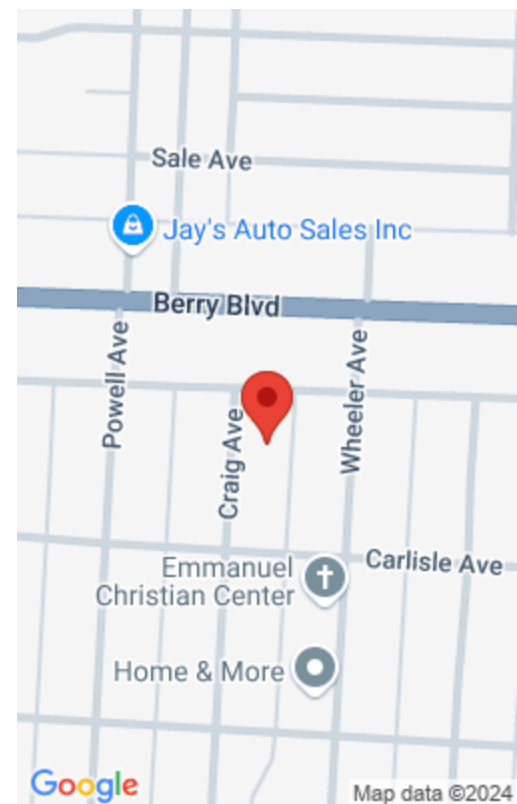 Sale Ave
Jay's Auto Sales Inc
Berry Blvd
Powell Ave
Wheeler Ave
Craig Ave
Carlisle Ave
Emmanuel
Christian Center
Home & More
Google
Map data ©2024